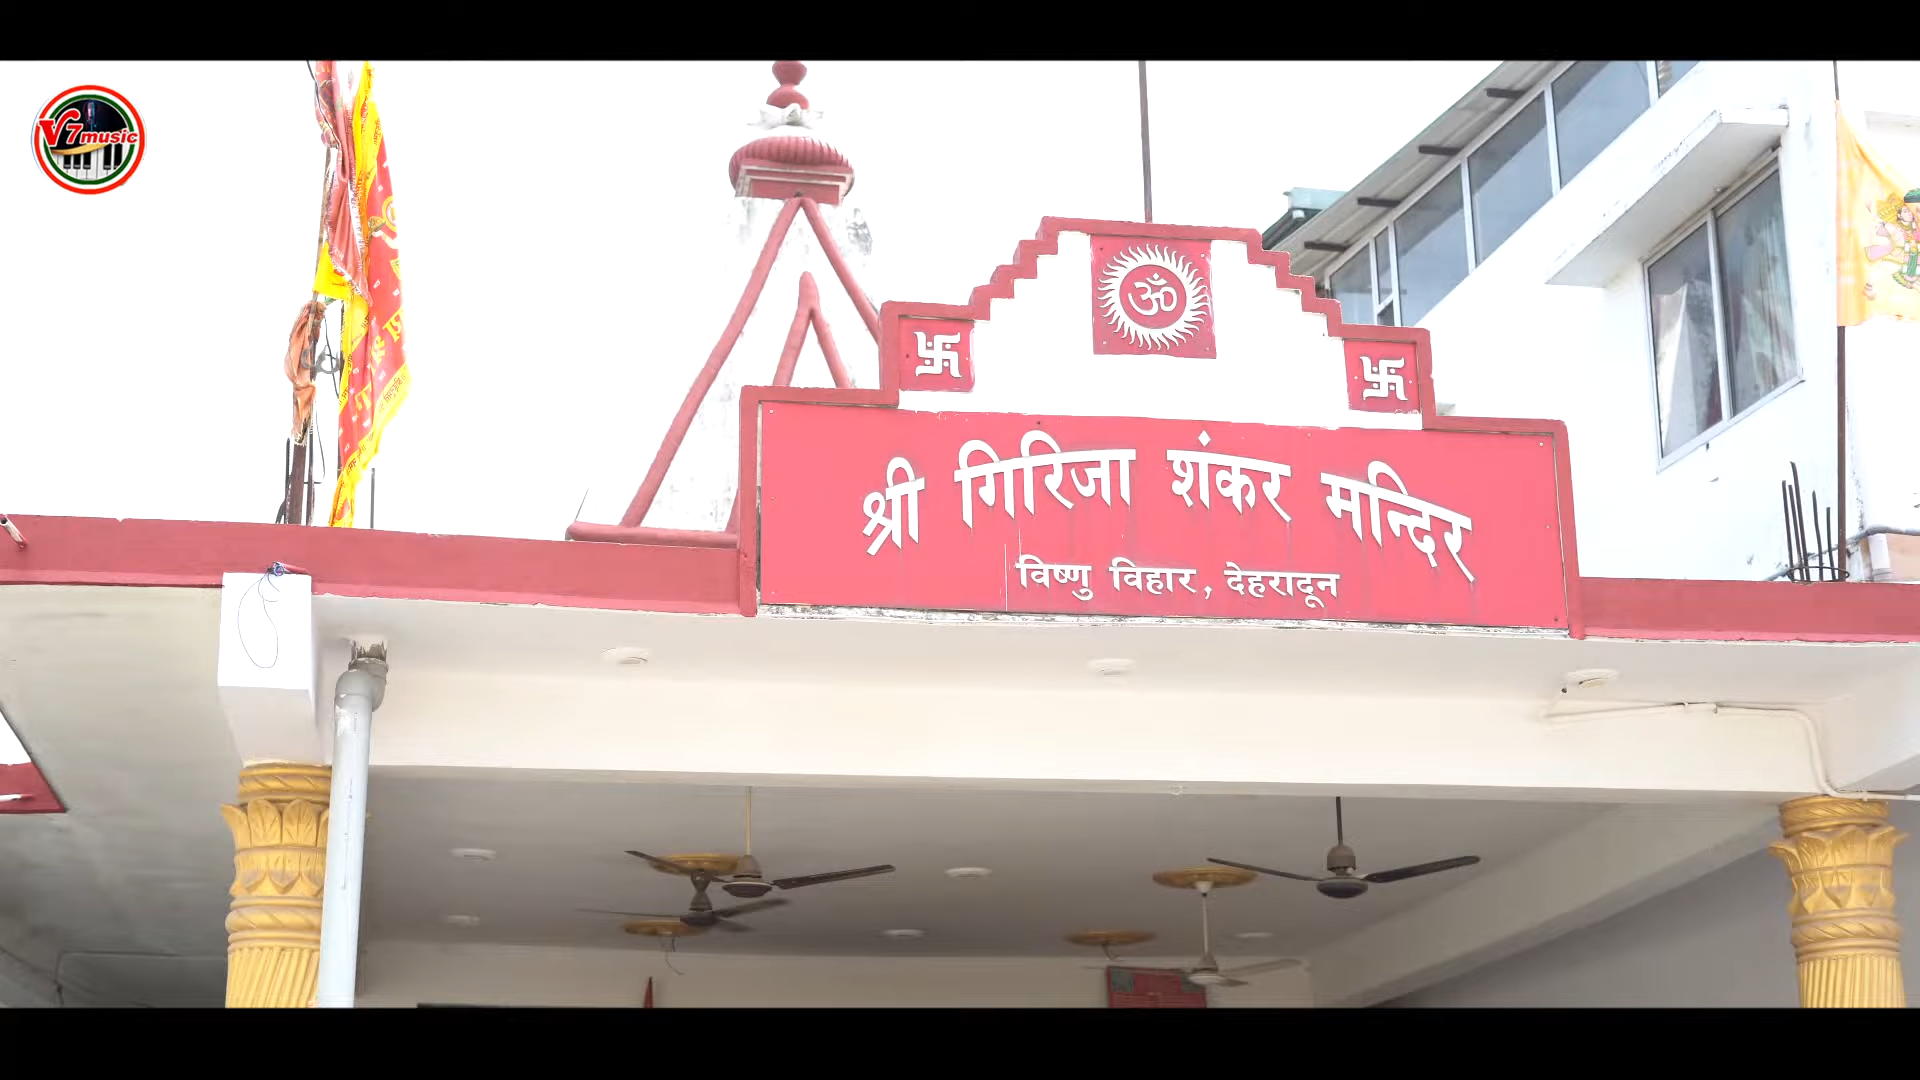 V7music
ॐ
श्री गिरिजा शंकर मन्दिर
विष्णु विहार, देहरादून